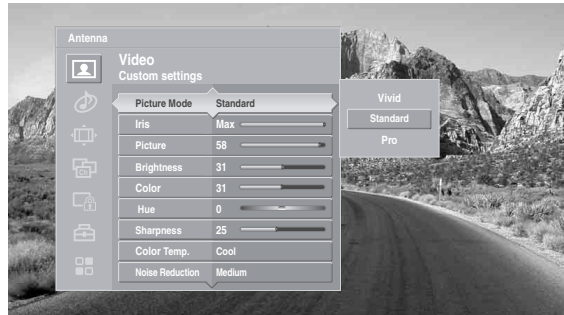 Antenna
Video
Custom settings
Picture Mode Standard
Iris Max
Picture 58
Brightness 31
Color 31
Hue 0
Sharpness 25
Color Temp. Cool
Noise Reduction Medium
Vivid
Standard
Pro
Ch